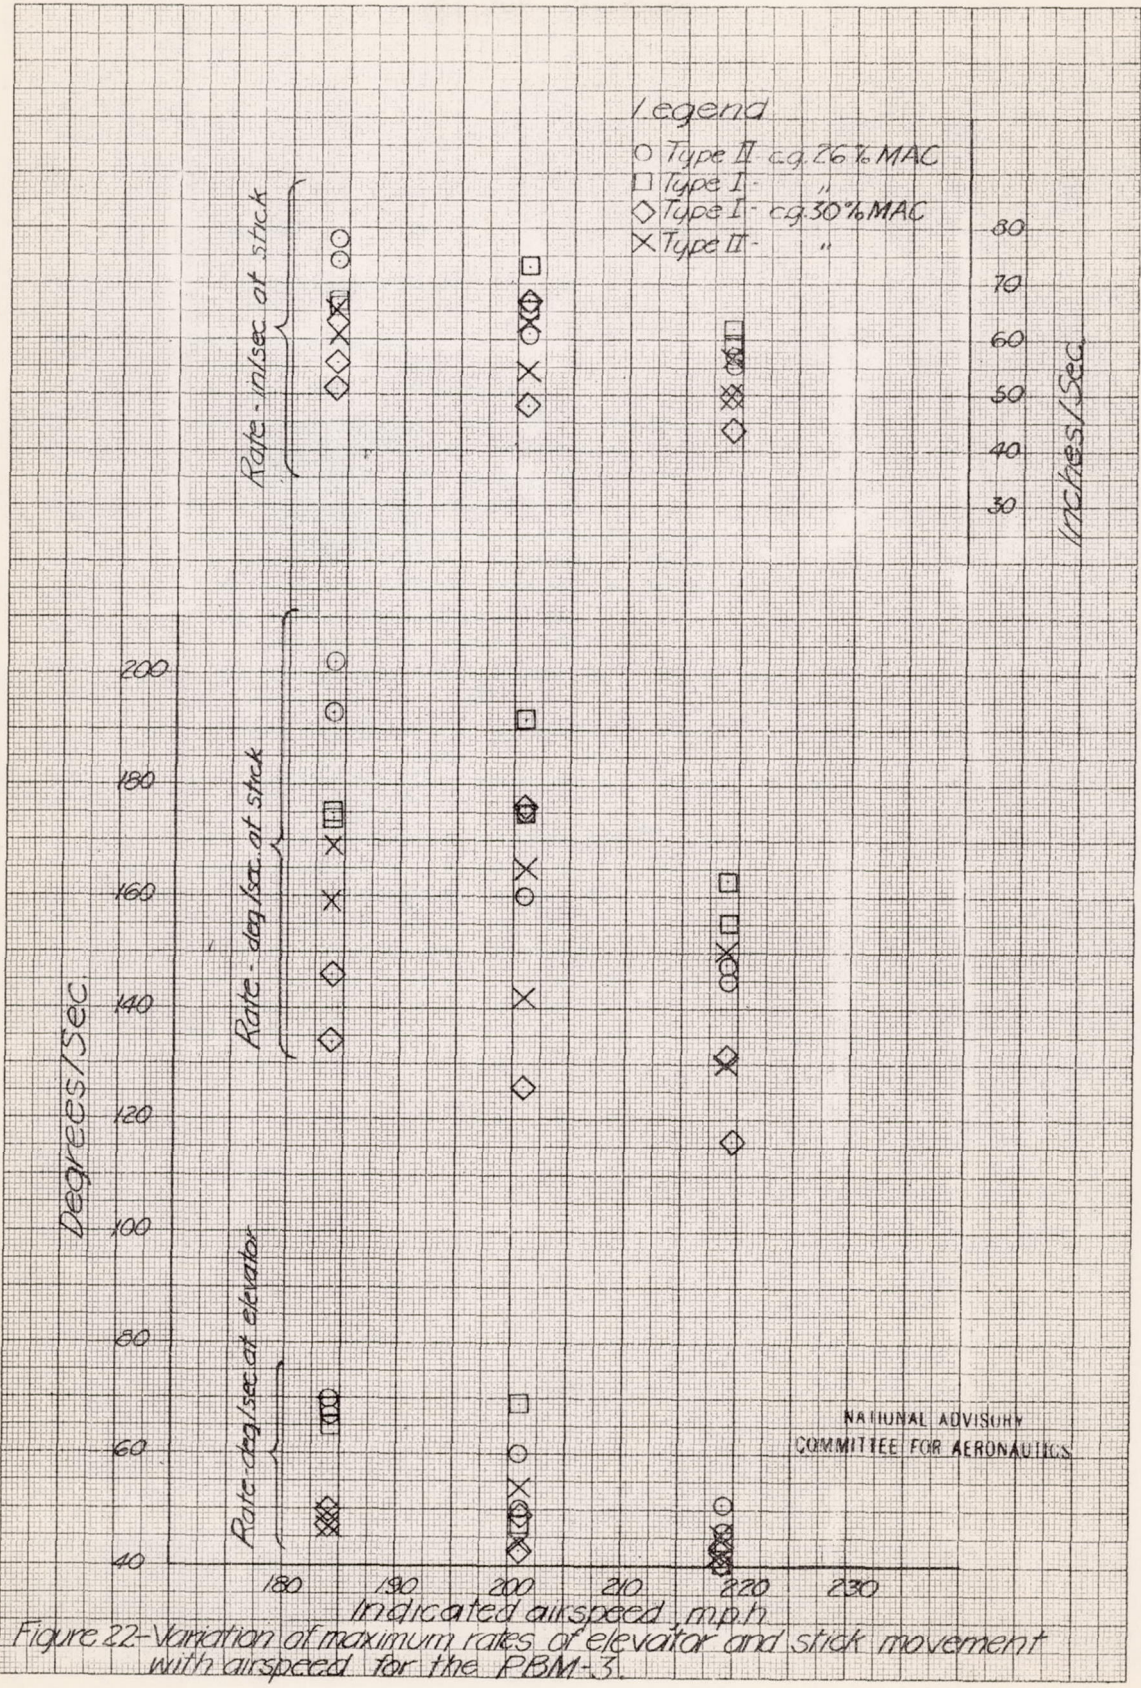 Legend
○ Type II - c.g. 26% MAC
□ Type I - "
◇ Type I - c.g. 30% MAC
× Type II - "
Rate - in/sec at stick
80
70
60
50
40
30
Inches/Sec.
Rate - deg/sec. at stick
Degrees/Sec.
200
180
160
140
120
100
80
60
40
Rate-deg/sec at elevator
NATIONAL ADVISORY
COMMITTEE FOR AERONAUTICS
180 190 200 210 220 230
Indicated airspeed, mph
Figure 22-Variation of maximum rates of elevator and stick movement
with airspeed for the PBM-3.